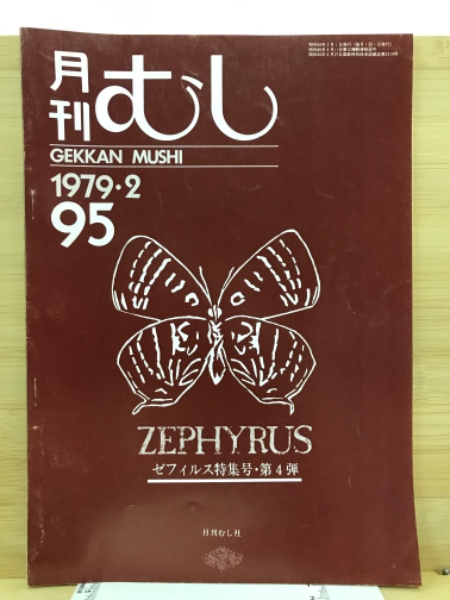 月刊むし
GEKKAN MUSHI
1979・2
95
ZEPHYRUS
ゼフィルス特集号・第4弾
月刊むし社